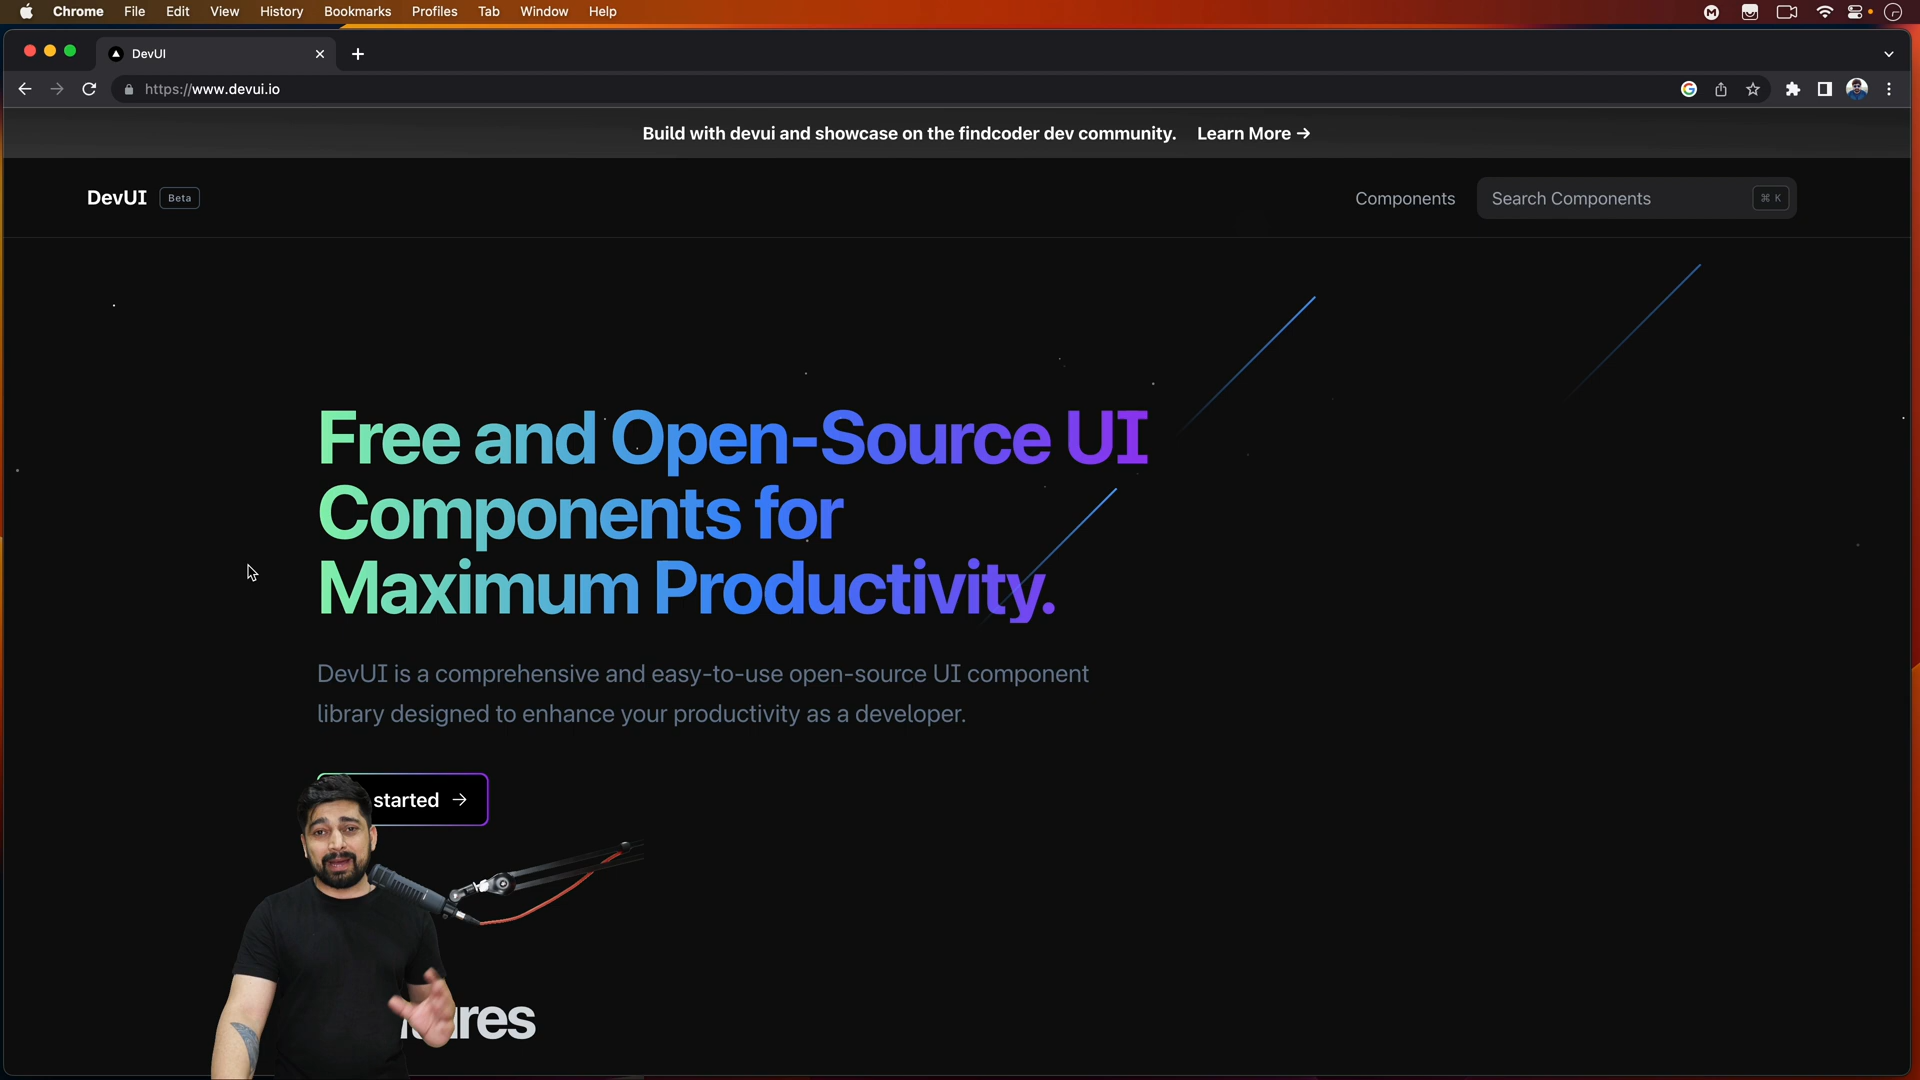 Chrome File Edit View History Bookmarks Profiles Tab Window Help
DevUI
https://www.devui.io
Build with devui and showcase on the findcoder dev community. Learn More →
DevUI Beta Components Search Components ⌘ K
Free and Open-Source UI
Components for
Maximum Productivity.
DevUI is a comprehensive and easy-to-use open-source UI component
library designed to enhance your productivity as a developer.
started →